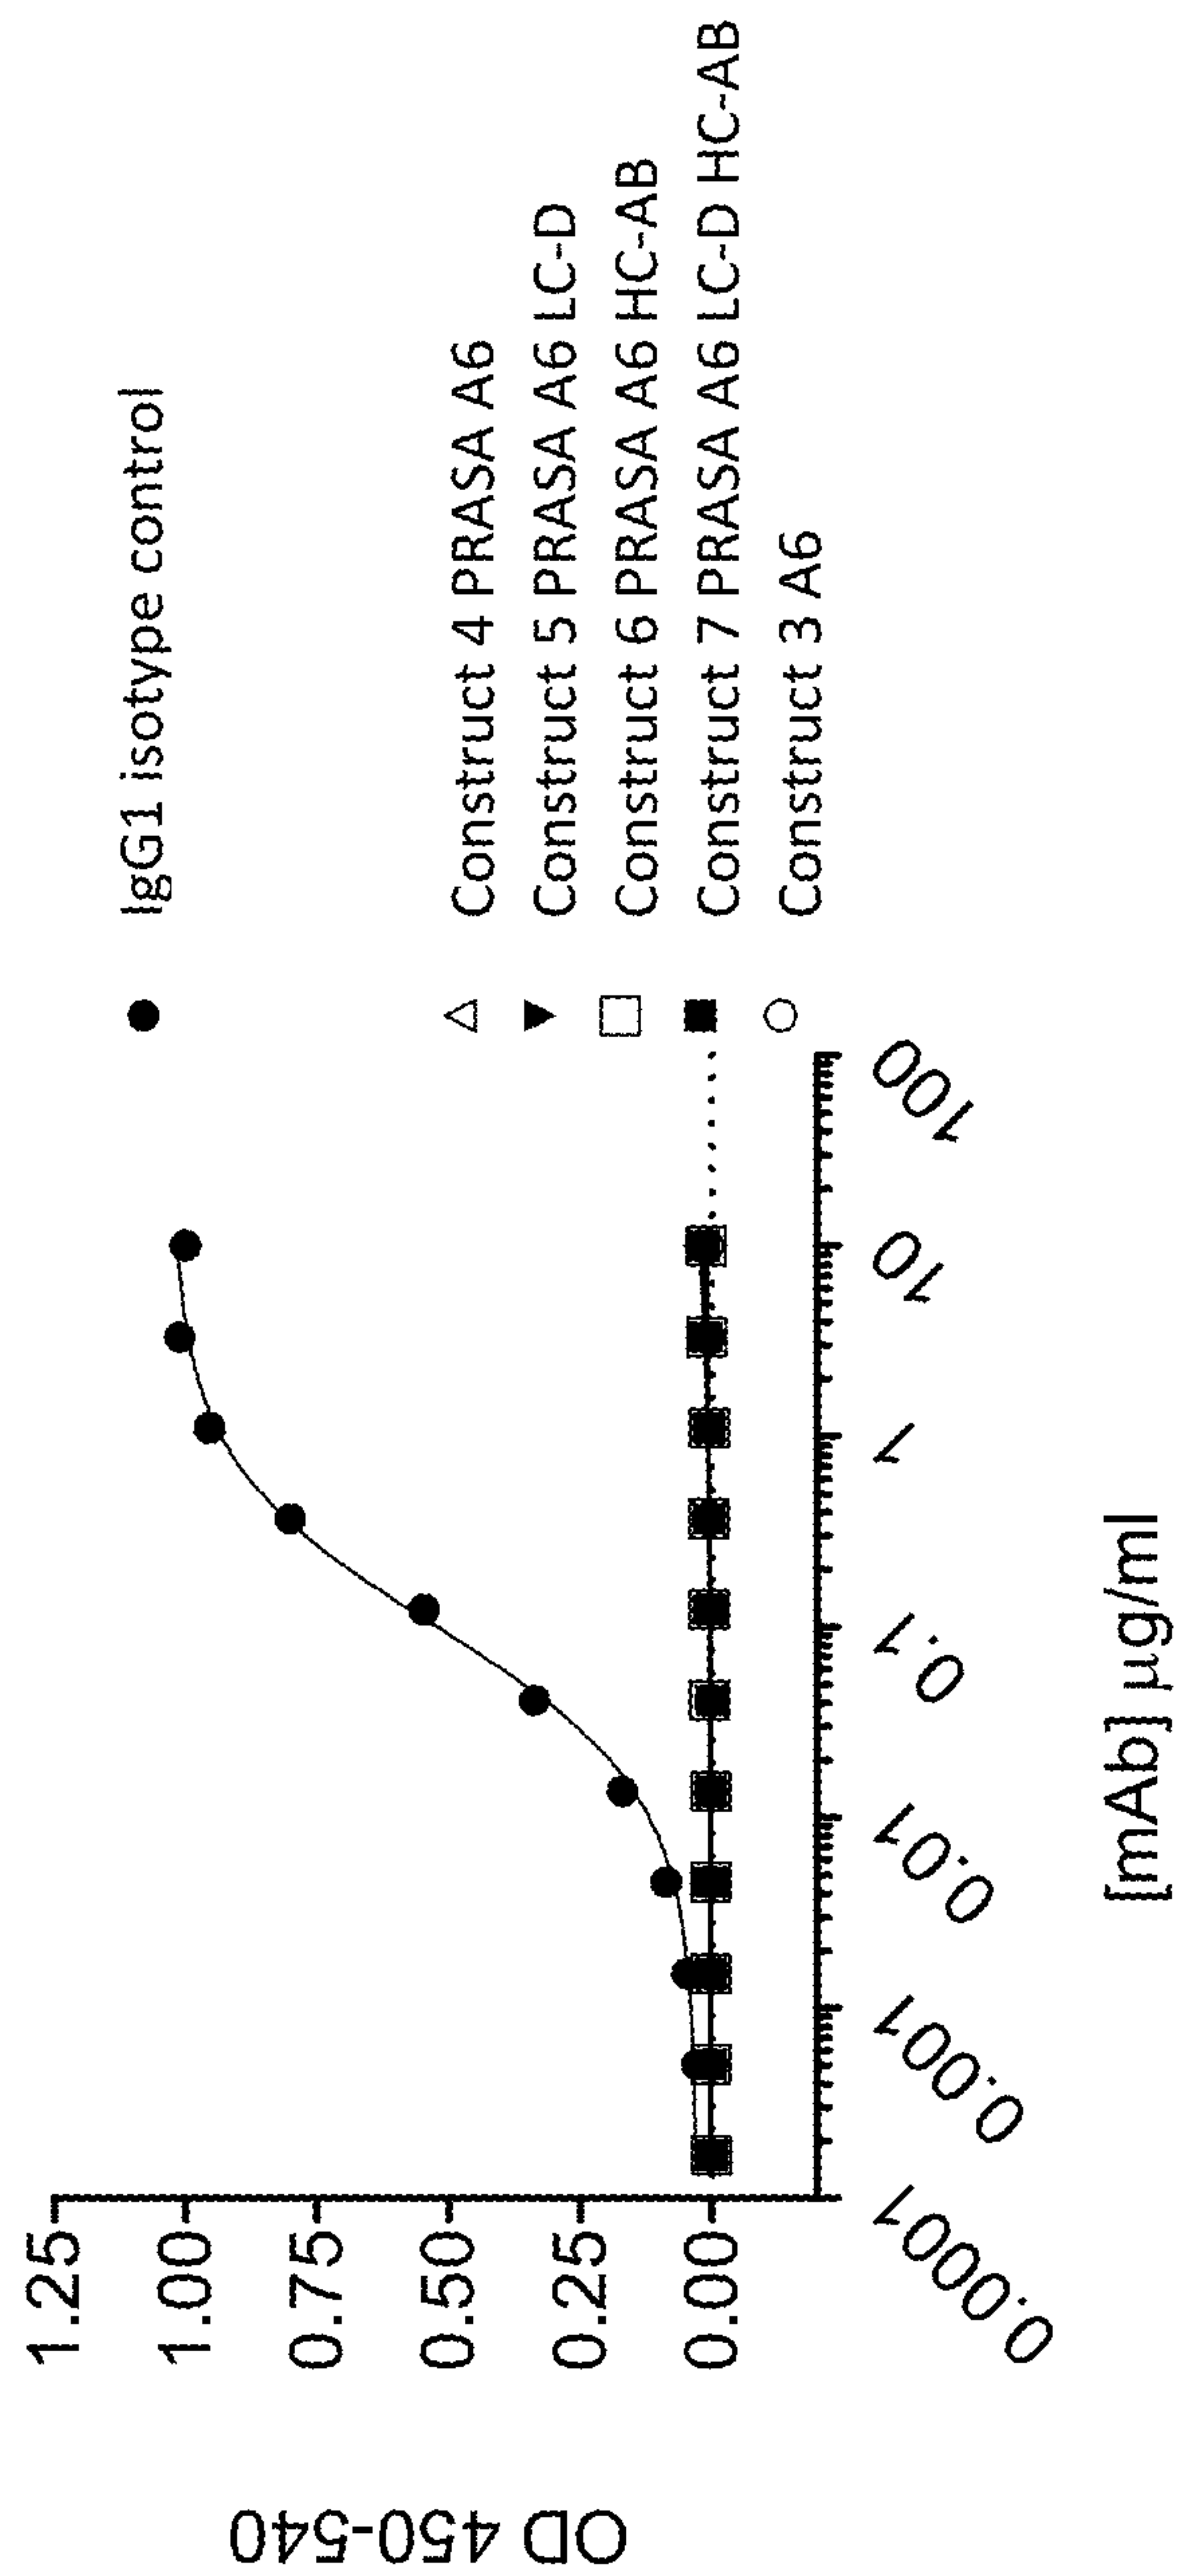 OD 450-540
1.25
1.00
0.75
0.50
0.25
0.00
0.0001
0.001
0.01
0.1
1
10
100
[mAb] µg/ml
IgG1 isotype control
Construct 4 PRASA A6
Construct 5 PRASA A6 LC-D
Construct 6 PRASA A6 HC-AB
Construct 7 PRASA A6 LC-D HC-AB
Construct 3 A6